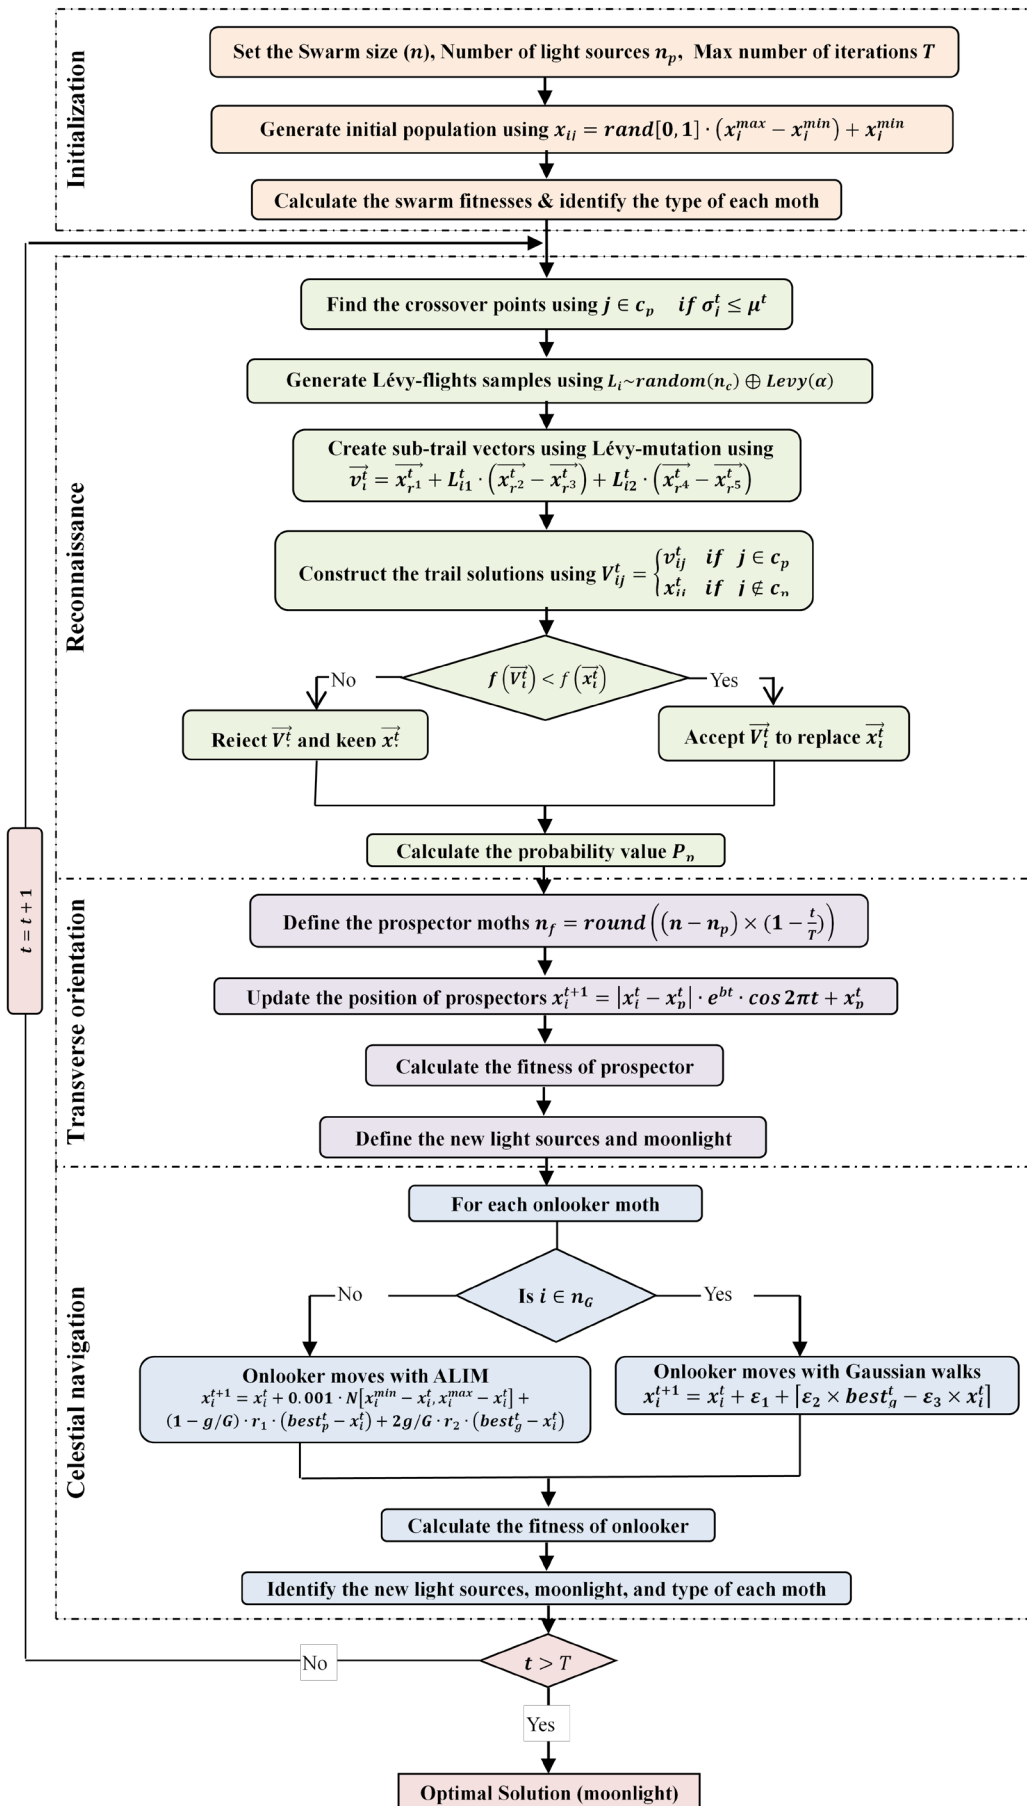 Initialization
Set the Swarm size (n), Number of light sources n_p, Max number of iterations T
Generate initial population using x_ij = rand[0, 1] · (x_i^max − x_i^min) + x_i^min
Calculate the swarm fitnesses & identify the type of each moth
Reconnaissance
Find the crossover points using j ∈ c_p if σ_j^t ≤ μ^t
Generate Lévy-flights samples using L_i~random(n_c) ⊕ Levy(α)
Create sub-trail vectors using Lévy-mutation using
v_i^t = x_r1^t + L_i1^t · (x_r2^t − x_r3^t) + L_i2^t · (x_r4^t − x_r5^t)
Construct the trail solutions using V_ij^t = { v_ij^t if j ∈ c_p
x_ij^t if j ∉ c_p
f (V_i^t) < f (x_i^t)
No
Yes
Reject V_i^t and keep x_i^t
Accept V_i^t to replace x_i^t
Calculate the probability value P_p
t = t + 1
Transverse orientation
Define the prospector moths n_f = round ((n − n_p) × (1 − t/T))
Update the position of prospectors x_i^t+1 = |x_i^t − x_p^t| · e^bt · cos 2πt + x_p^t
Calculate the fitness of prospector
Define the new light sources and moonlight
Celestial navigation
For each onlooker moth
Is i ∈ n_G
No
Yes
Onlooker moves with ALIM
x_i^t+1 = x_i^t + 0.001 · N[x_i^min − x_i^t, x_i^max − x_i^t] +
(1 − g/G) · r_1 · (best_p^t − x_i^t) + 2g/G · r_2 · (best_g^t − x_i^t)
Onlooker moves with Gaussian walks
x_i^t+1 = x_i^t + ε_1 + ⌈ε_2 × best_g^t − ε_3 × x_i^t⌉
Calculate the fitness of onlooker
Identify the new light sources, moonlight, and type of each moth
t > T
No
Yes
Optimal Solution (moonlight)